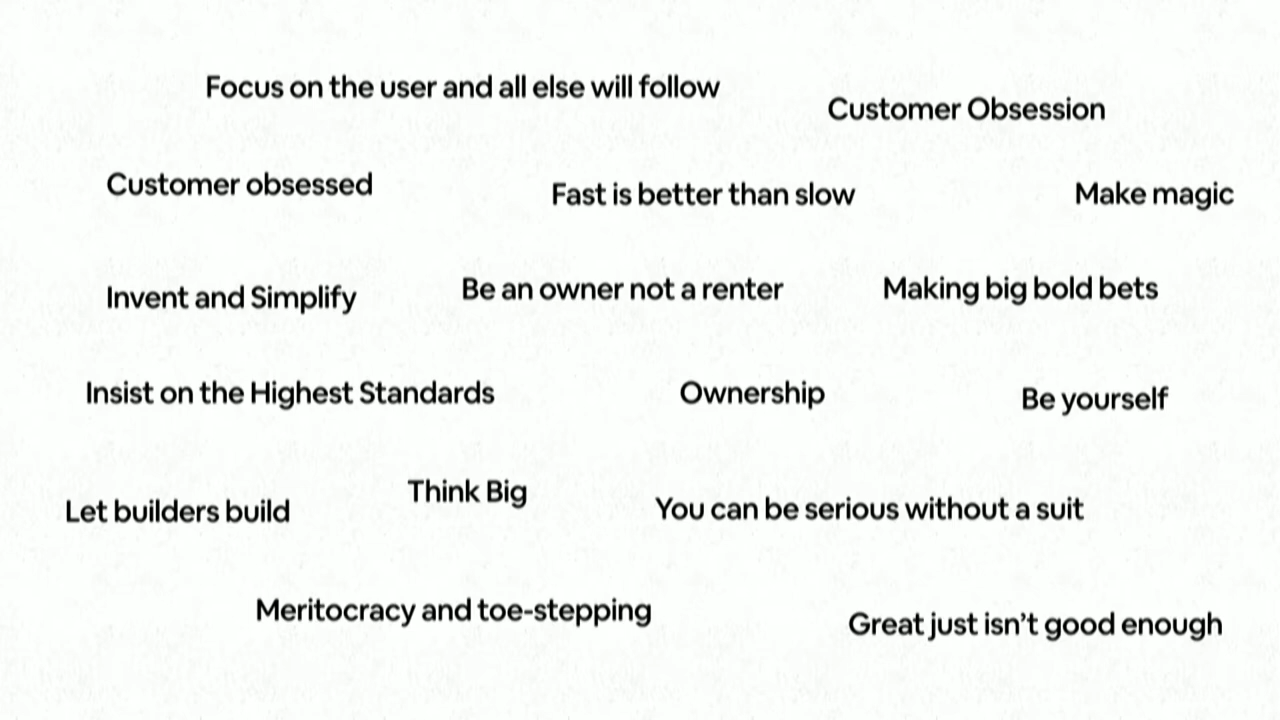 Focus on the user and all else will follow
Customer Obsession
Customer obsessed
Fast is better than slow
Make magic
Invent and Simplify
Be an owner not a renter
Making big bold bets
Insist on the Highest Standards
Ownership
Be yourself
Let builders build
Think Big
You can be serious without a suit
Meritocracy and toe-stepping
Great just isn’t good enough